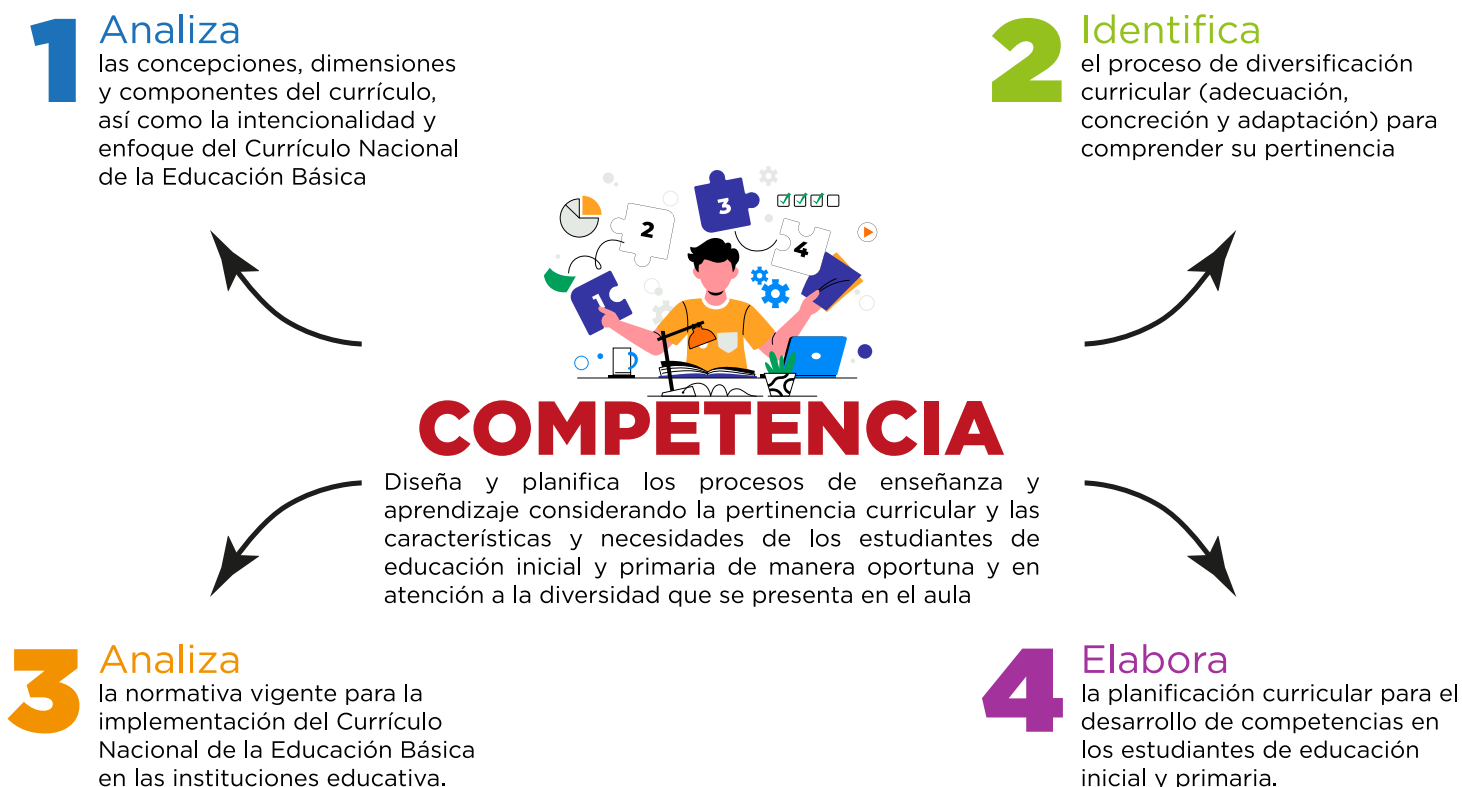 1
Analiza
las concepciones, dimensiones
y componentes del currículo,
así como la intencionalidad y
enfoque del Currículo Nacional
de la Educación Básica
2
Identifica
el proceso de diversificación
curricular (adecuación,
concreción y adaptación) para
comprender su pertinencia
1
2
3
4
COMPETENCIA
Diseña y planifica los procesos de enseñanza y
aprendizaje considerando la pertinencia curricular y las
características y necesidades de los estudiantes de
educación inicial y primaria de manera oportuna y en
atención a la diversidad que se presenta en el aula
3
Analiza
la normativa vigente para la
implementación del Currículo
Nacional de la Educación Básica
en las instituciones educativa.
4
Elabora
la planificación curricular para el
desarrollo de competencias en
los estudiantes de educación
inicial y primaria.